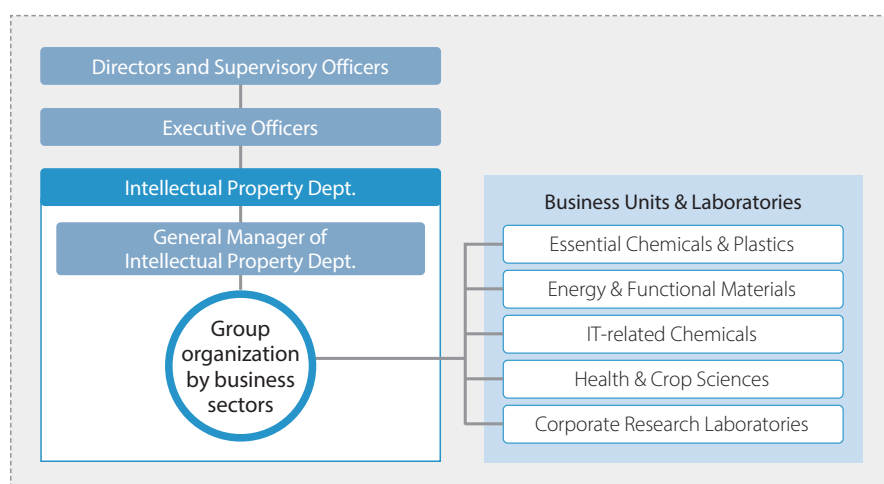 Directors and Supervisory Officers
Executive Officers
Intellectual Property Dept.
General Manager of
Intellectual Property Dept.
Group
organization
by business
sectors
Business Units & Laboratories
Essential Chemicals & Plastics
Energy & Functional Materials
IT-related Chemicals
Health & Crop Sciences
Corporate Research Laboratories